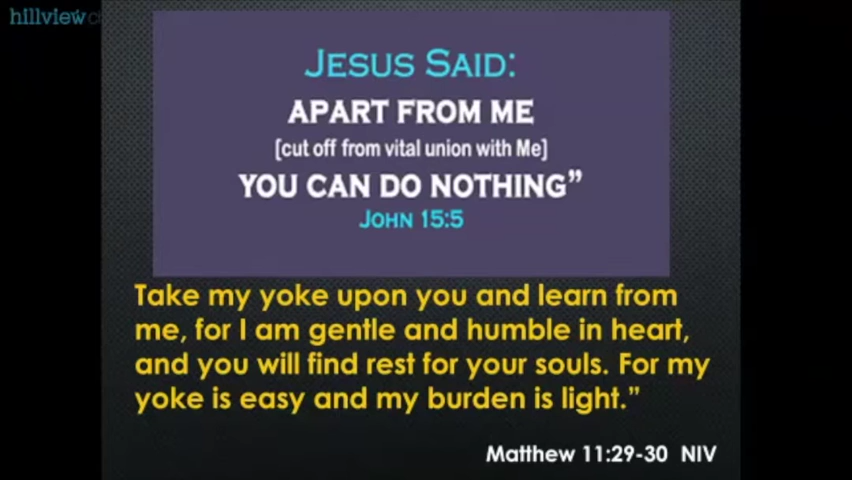 hillview
JESUS SAID:
APART FROM ME
[cut off from vital union with Me]
YOU CAN DO NOTHING”
JOHN 15:5
Take my yoke upon you and learn from
me, for I am gentle and humble in heart,
and you will find rest for your souls. For my
yoke is easy and my burden is light.”
Matthew 11:29-30 NIV